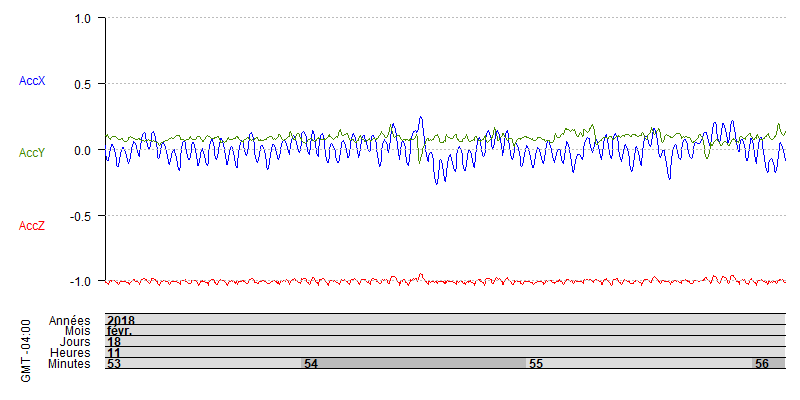 1.0
0.5
AccX
0.0
AccY
-0.5
AccZ
-1.0
GMT-04:00
Années 2018
Mois févr.
Jours 18
Heures 11
Minutes 53 54 55 56